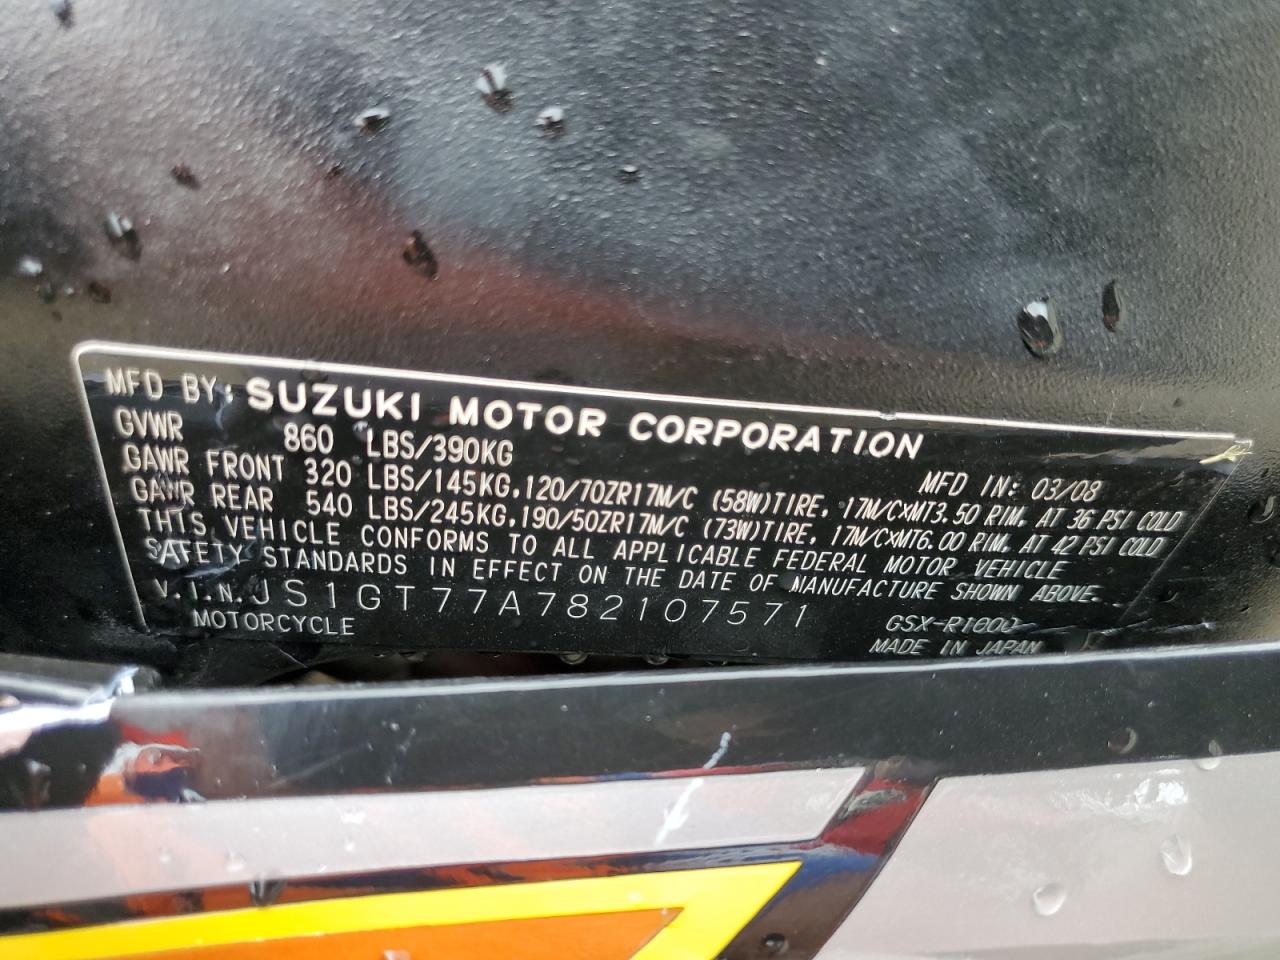 MFD BY: SUZUKI MOTOR CORPORATION
GVWR 860 LBS/390KG MFD IN: 03/08
GAWR FRONT 320 LBS/145KG,120/70ZR17M/C (58W)TIRE, 17M/CXMT3.50 RIM, AT 36 PSI COLD
GAWR REAR 540 LBS/245KG,190/50ZR17M/C (73W)TIRE, 17M/CXMT6.00 RIM, AT 42 PSI COLD
THIS VEHICLE CONFORMS TO ALL APPLICABLE FEDERAL MOTOR VEHICLE
SAFETY STANDARDS IN EFFECT ON THE DATE OF MANUFACTURE SHOWN ABOVE.
V.I.N. JS1GT77A782107571 GSX-R1000
MOTORCYCLE MADE IN JAPAN